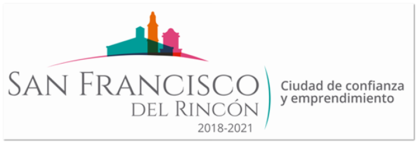 SAN FRANCISCO
DEL RINCÓN
2018-2021
Ciudad de confianza
y emprendimiento